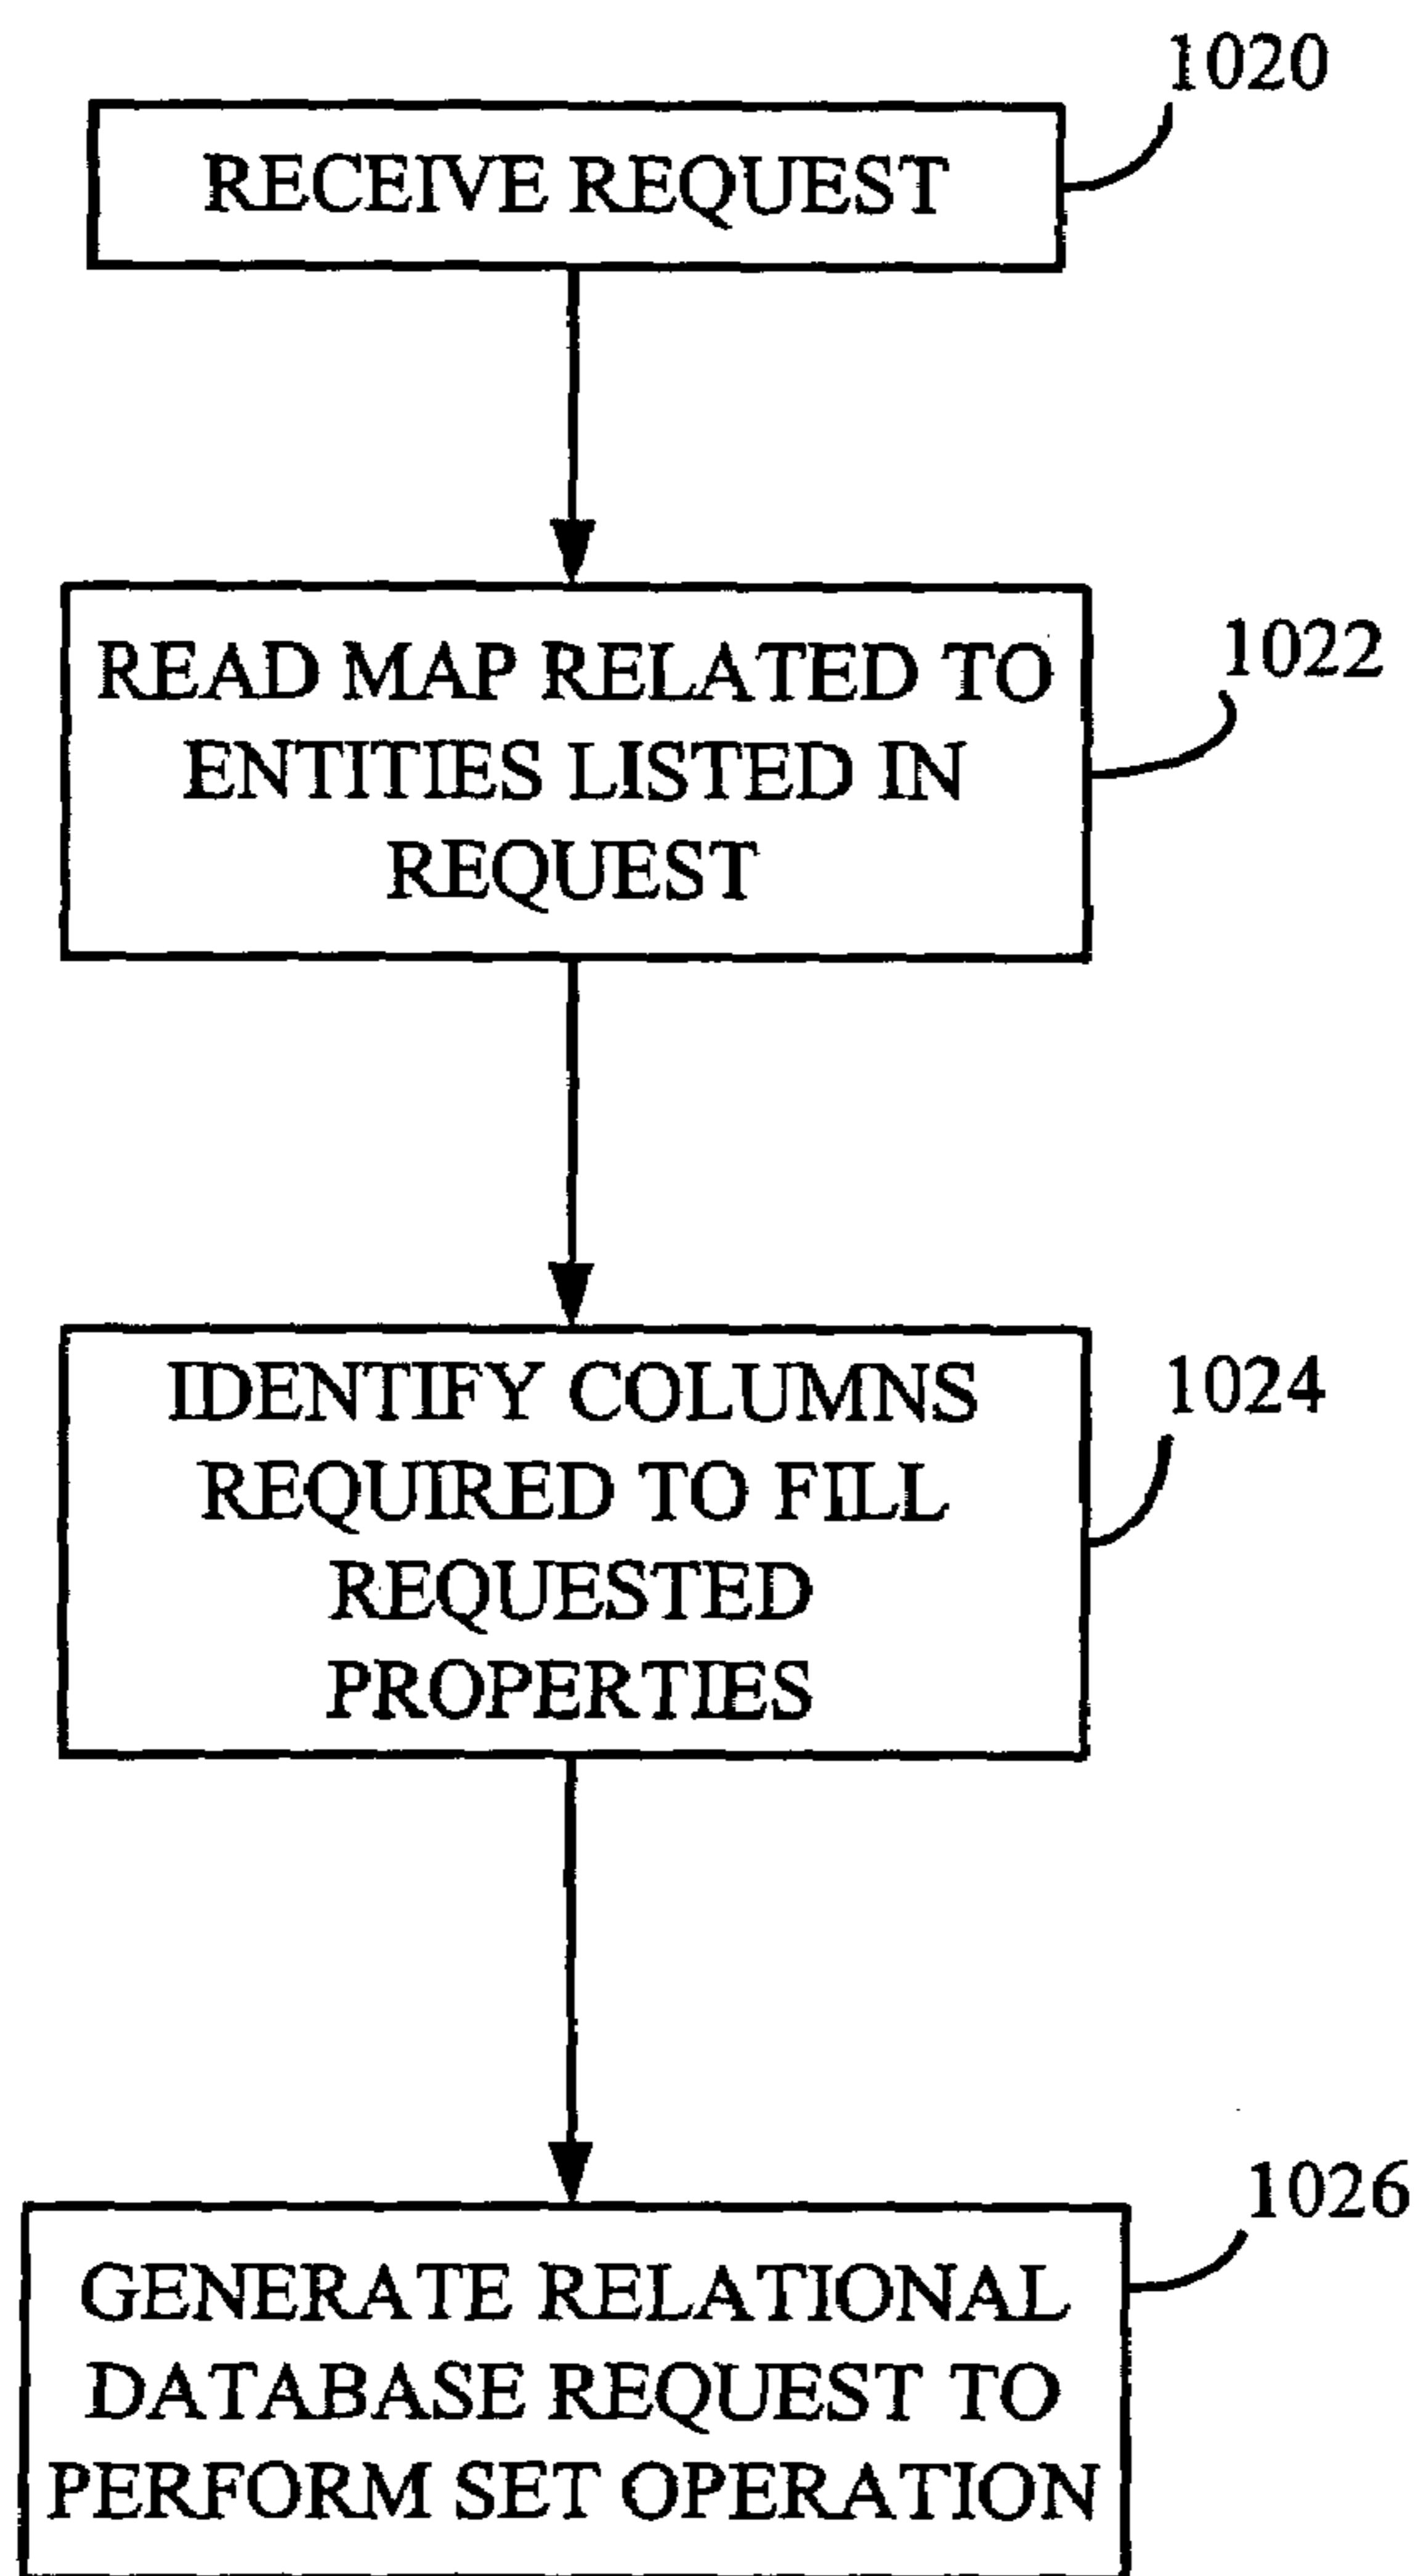 1020
RECEIVE REQUEST
1022
READ MAP RELATED TO
ENTITIES LISTED IN
REQUEST
1024
IDENTIFY COLUMNS
REQUIRED TO FILL
REQUESTED
PROPERTIES
1026
GENERATE RELATIONAL
DATABASE REQUEST TO
PERFORM SET OPERATION